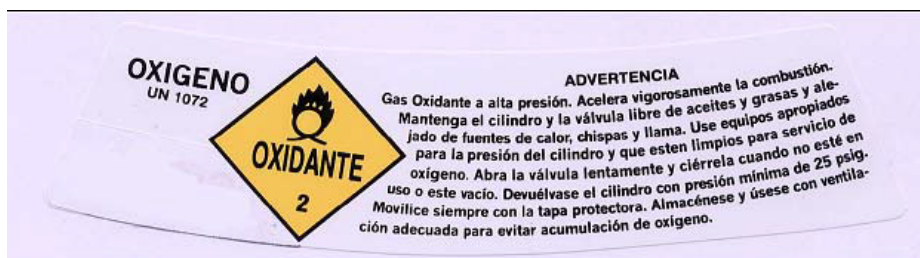 OXIGENO
UN 1072
OXIDANTE
2
ADVERTENCIA
Gas Oxidante a alta presión. Acelera vigorosamente la combustión.
Mantenga el cilindro y la válvula libre de aceites y grasas y ale-
jado de fuentes de calor, chispas y llama. Use equipos apropiados
para la presión del cilindro y que esten limpios para servicio de
oxígeno. Abra la válvula lentamente y ciérrela cuando no esté en
uso o este vacío. Devuélvase el cilindro con presión mínima de 25 psig.
Movilice siempre con la tapa protectora. Almacénese y úsese con ventila-
ción adecuada para evitar acumulación de oxígeno.